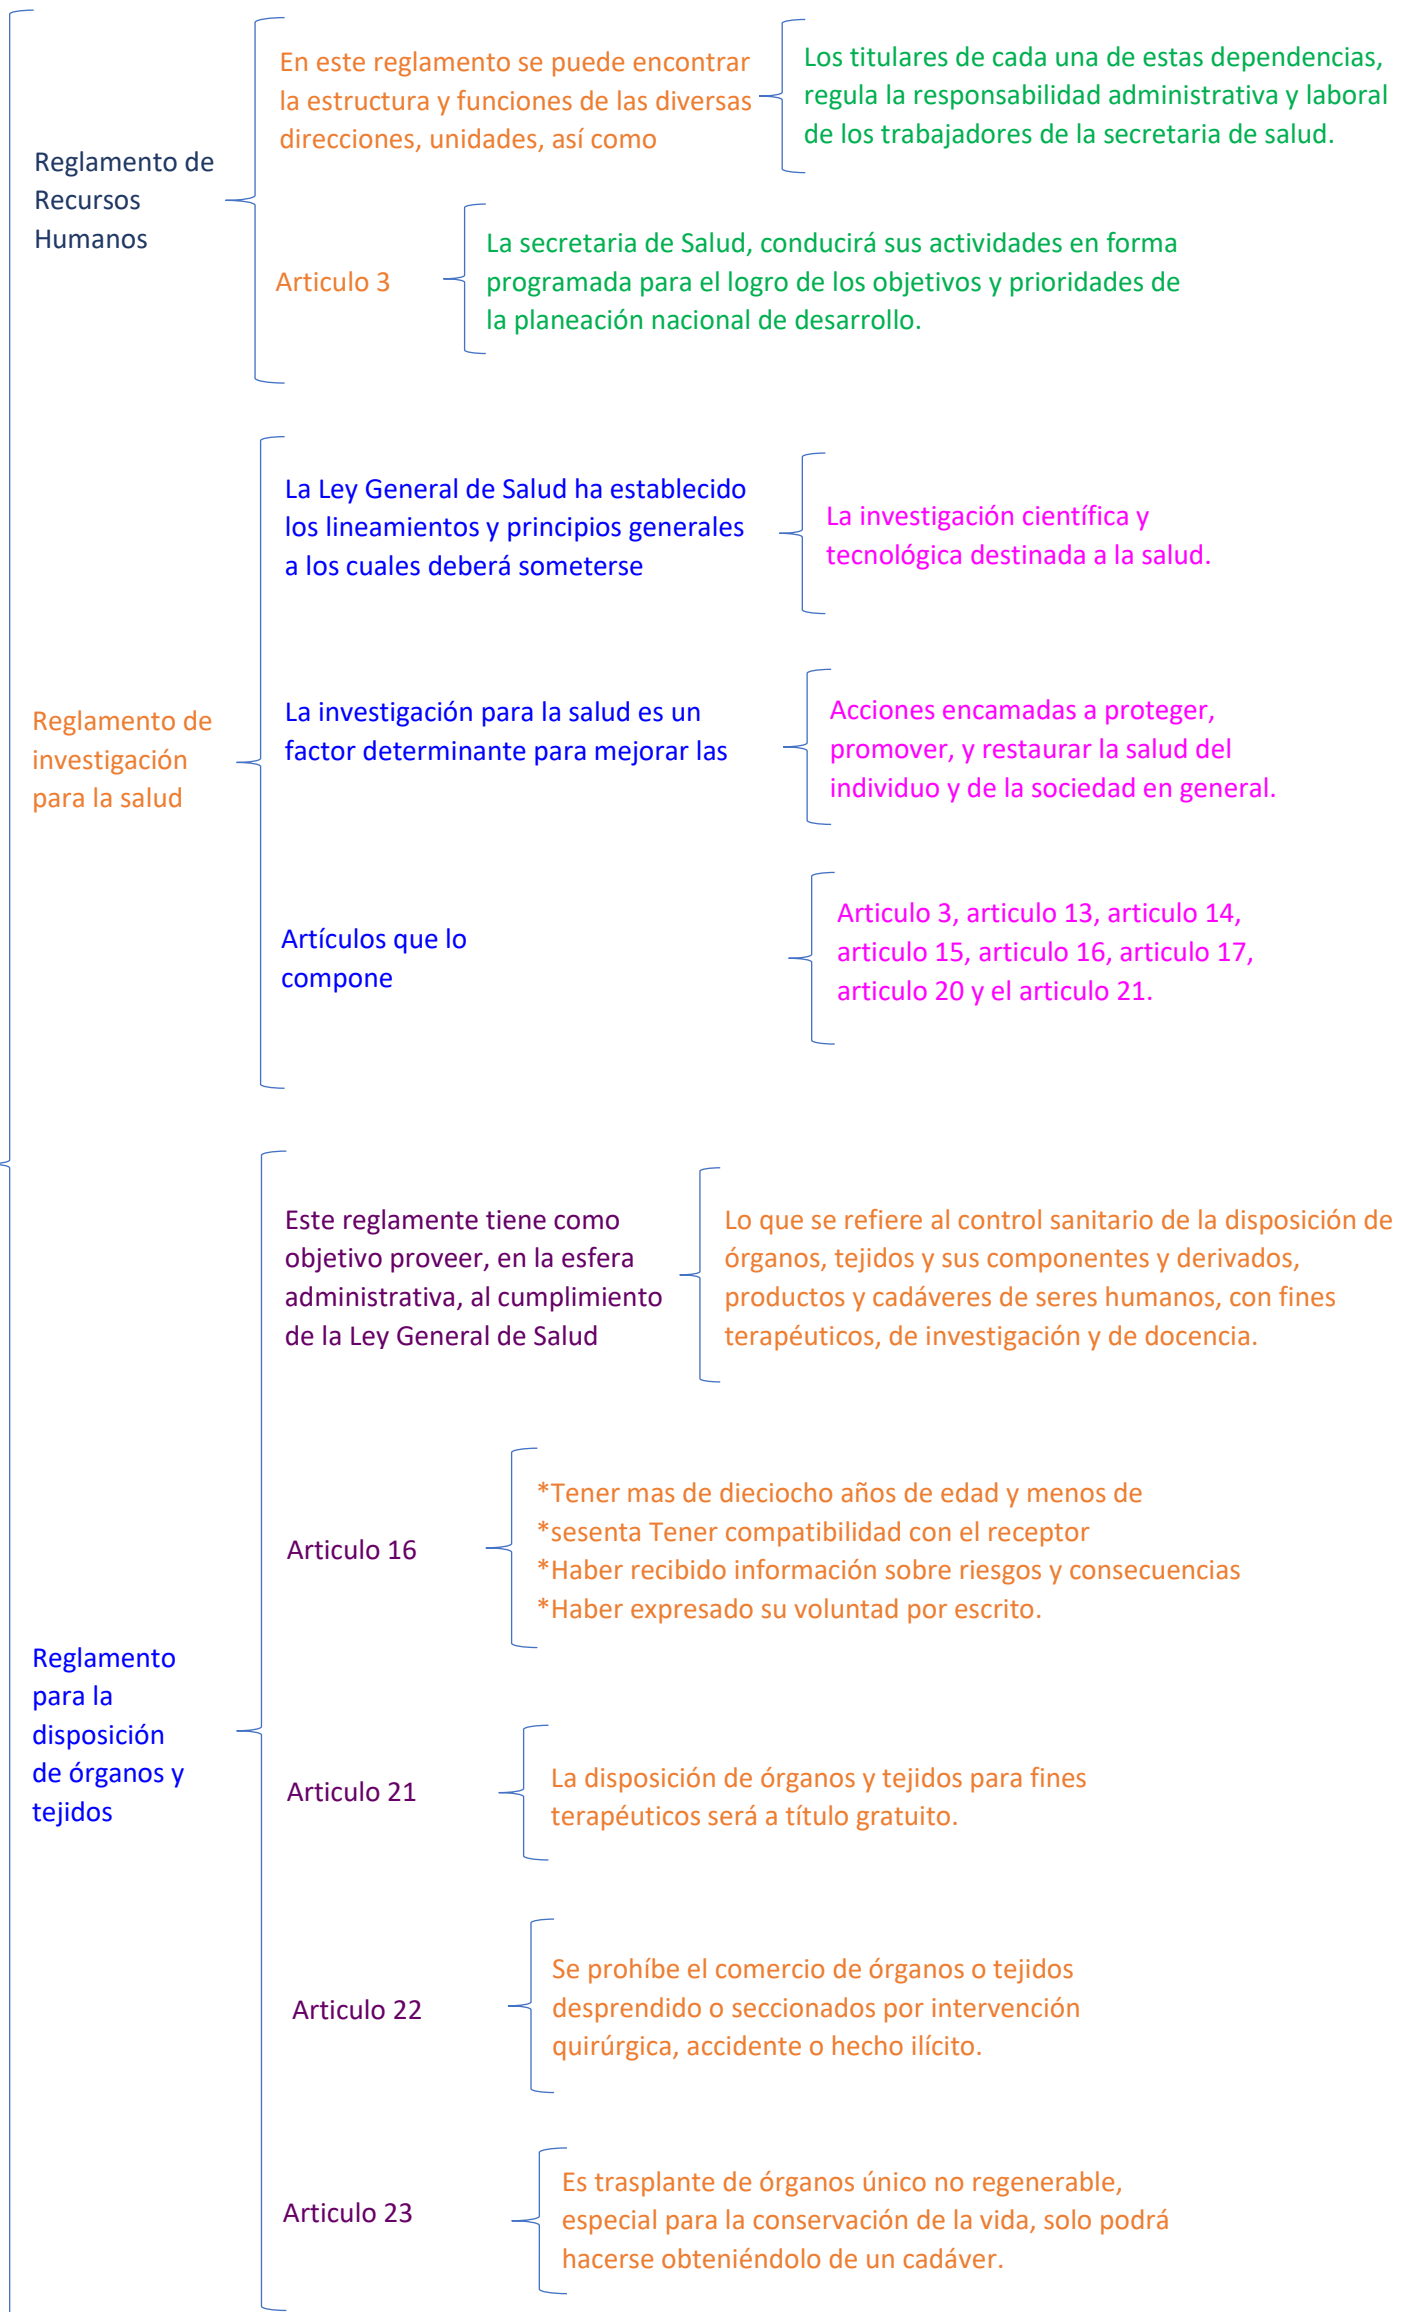 Reglamento de
Recursos
Humanos
En este reglamento se puede encontrar
la estructura y funciones de las diversas
direcciones, unidades, así como
Los titulares de cada una de estas dependencias,
regula la responsabilidad administrativa y laboral
de los trabajadores de la secretaria de salud.
Articulo 3
La secretaria de Salud, conducirá sus actividades en forma
programada para el logro de los objetivos y prioridades de
la planeación nacional de desarrollo.
Reglamento de
investigación
para la salud
La Ley General de Salud ha establecido
los lineamientos y principios generales
a los cuales deberá someterse
La investigación científica y
tecnológica destinada a la salud.
La investigación para la salud es un
factor determinante para mejorar las
Acciones encamadas a proteger,
promover, y restaurar la salud del
individuo y de la sociedad en general.
Artículos que lo
compone
Articulo 3, articulo 13, articulo 14,
articulo 15, articulo 16, articulo 17,
articulo 20 y el articulo 21.
Reglamento
para la
disposición
de órganos y
tejidos
Este reglamente tiene como
objetivo proveer, en la esfera
administrativa, al cumplimiento
de la Ley General de Salud
Lo que se refiere al control sanitario de la disposición de
órganos, tejidos y sus componentes y derivados,
productos y cadáveres de seres humanos, con fines
terapéuticos, de investigación y de docencia.
Articulo 16
*Tener mas de dieciocho años de edad y menos de
*sesenta Tener compatibilidad con el receptor
*Haber recibido información sobre riesgos y consecuencias
*Haber expresado su voluntad por escrito.
Articulo 21
La disposición de órganos y tejidos para fines
terapéuticos será a título gratuito.
Articulo 22
Se prohíbe el comercio de órganos o tejidos
desprendido o seccionados por intervención
quirúrgica, accidente o hecho ilícito.
Articulo 23
Es trasplante de órganos único no regenerable,
especial para la conservación de la vida, solo podrá
hacerse obteniéndolo de un cadáver.